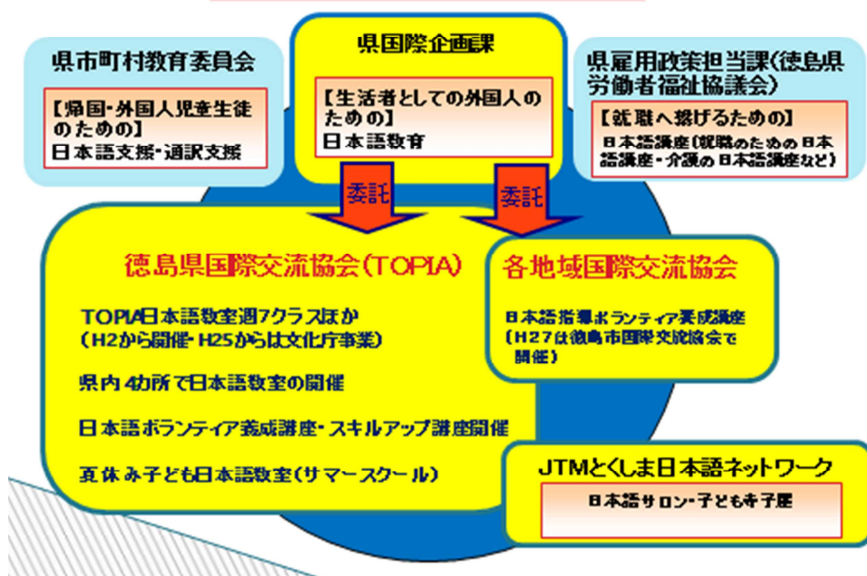 県市町村教育委員会
【帰国・外国人児童生徒
のための】
日本語支援・通訳支援
県国際企画課
【生活者としての外国人の
ための】
日本語教育
県雇用政策担当課(徳島県
労働者福祉協議会)
【就職へ繋げるための】
日本語講座(就職のための日本
語講座・介護の日本語講座など)
委託
委託
徳島県国際交流協会(TOPIA)
TOPIA日本語教室週7クラスほか
(H2から開催・H25からは文化庁事業)
県内4カ所で日本語教室の開催
日本語ボランティア養成講座・スキルアップ講座開催
夏休み子ども日本語教室(サマースクール)
各地域国際交流協会
日本語指導ボランティア養成講座
(H27は徳島市国際交流協会で
開催)
JTMとくしま日本語ネットワーク
日本語サロン・子ども寺子屋